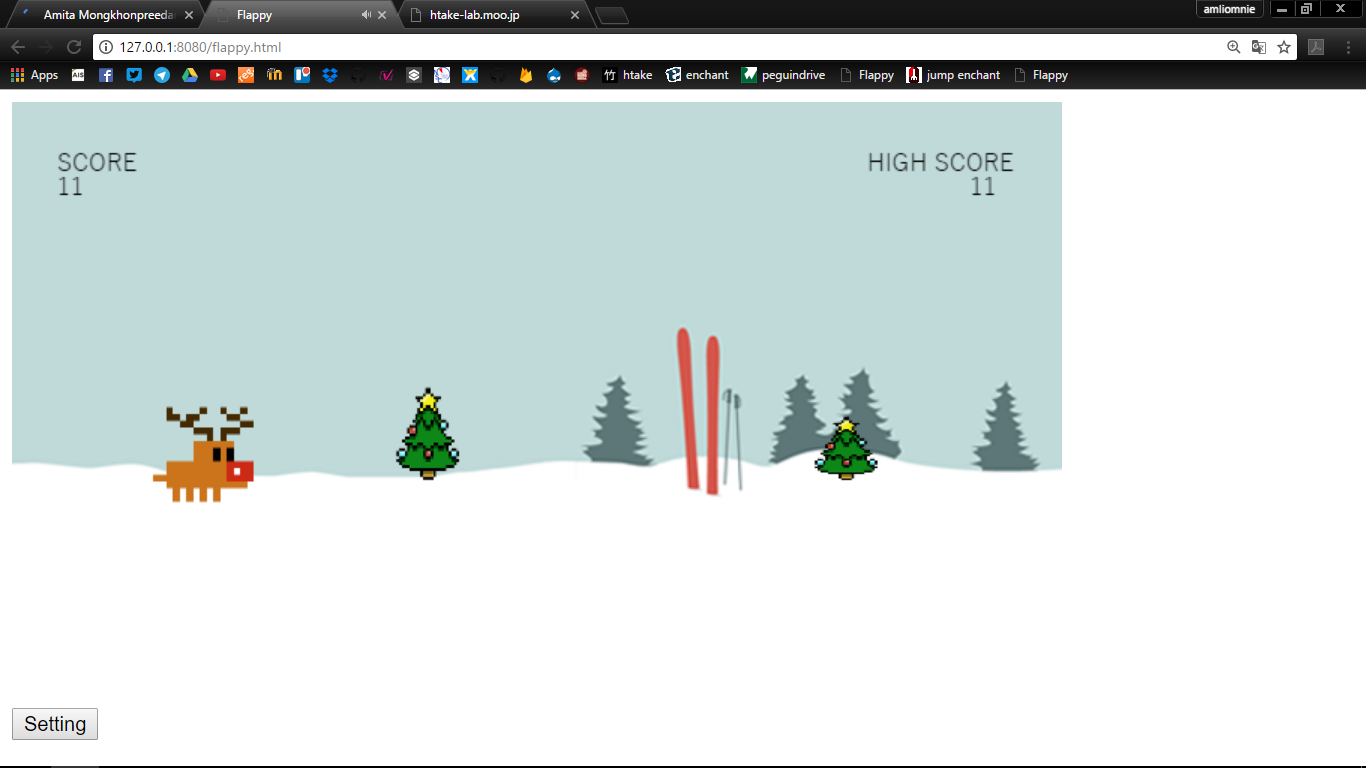 Amita Mongkhonpreeda
Flappy
htake-lab.moo.jp
amliomnie
127.0.0.1:8080/flappy.html
Apps
AIS
htake
enchant
peguindrive
Flappy
jump enchant
Flappy
SCORE
11
HIGH SCORE
11
Setting